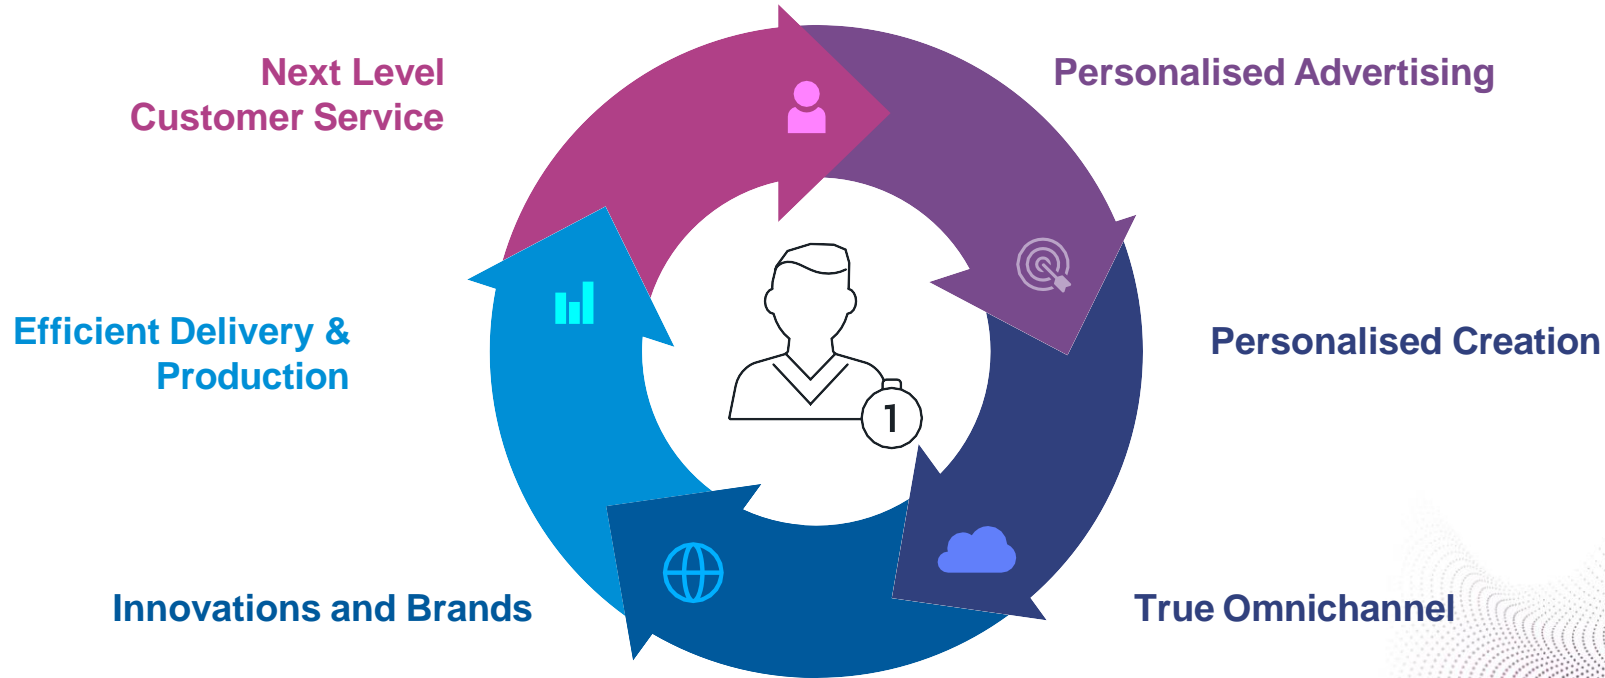 Next Level
Customer Service
Personalised Advertising
Efficient Delivery &
Production
1
Personalised Creation
Innovations and Brands
True Omnichannel